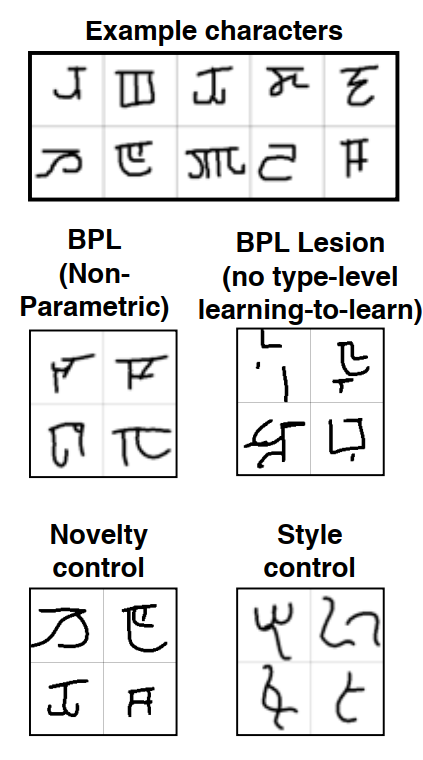 Example characters
BPL
(Non-
Parametric)
BPL Lesion
(no type-level
learning-to-learn)
Novelty
control
Style
control